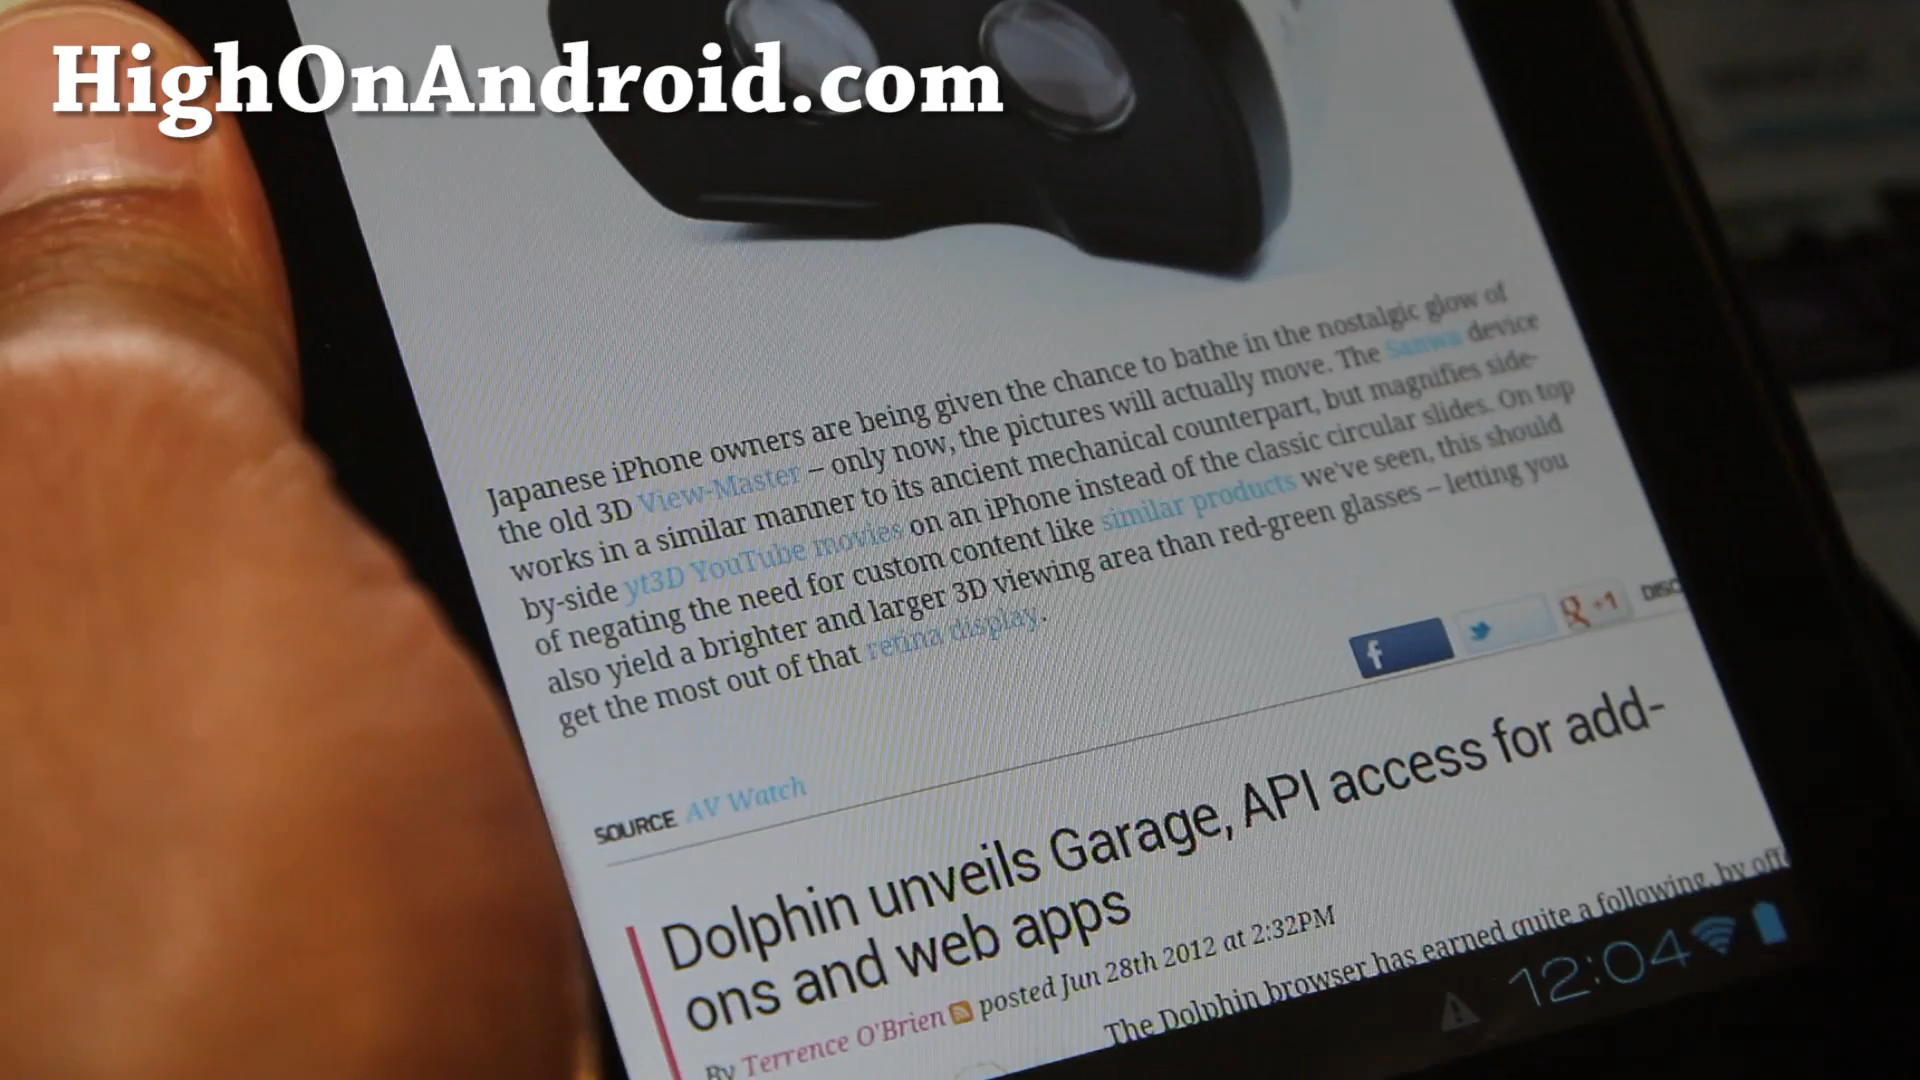 HighOnAndroid.com
Japanese iPhone owners are being given the chance to bathe in the nostalgic glow of
the old 3D View-Master – only now, the pictures will actually move. The Sanwa device
works in a similar manner to its ancient mechanical counterpart, but magnifies side-
by-side yt3D YouTube movies on an iPhone instead of the classic circular slides. On top
of negating the need for custom content like similar products we've seen, this should
also yield a brighter and larger 3D viewing area than red-green glasses – letting you
get the most out of that retina display.
f
+1
DISC
SOURCE AV Watch
Dolphin unveils Garage, API access for add-
ons and web apps
By Terrence O'Brien posted Jun 28th 2012 at 2:32PM
The Dolphin browser has earned quite a following, by off
12:04